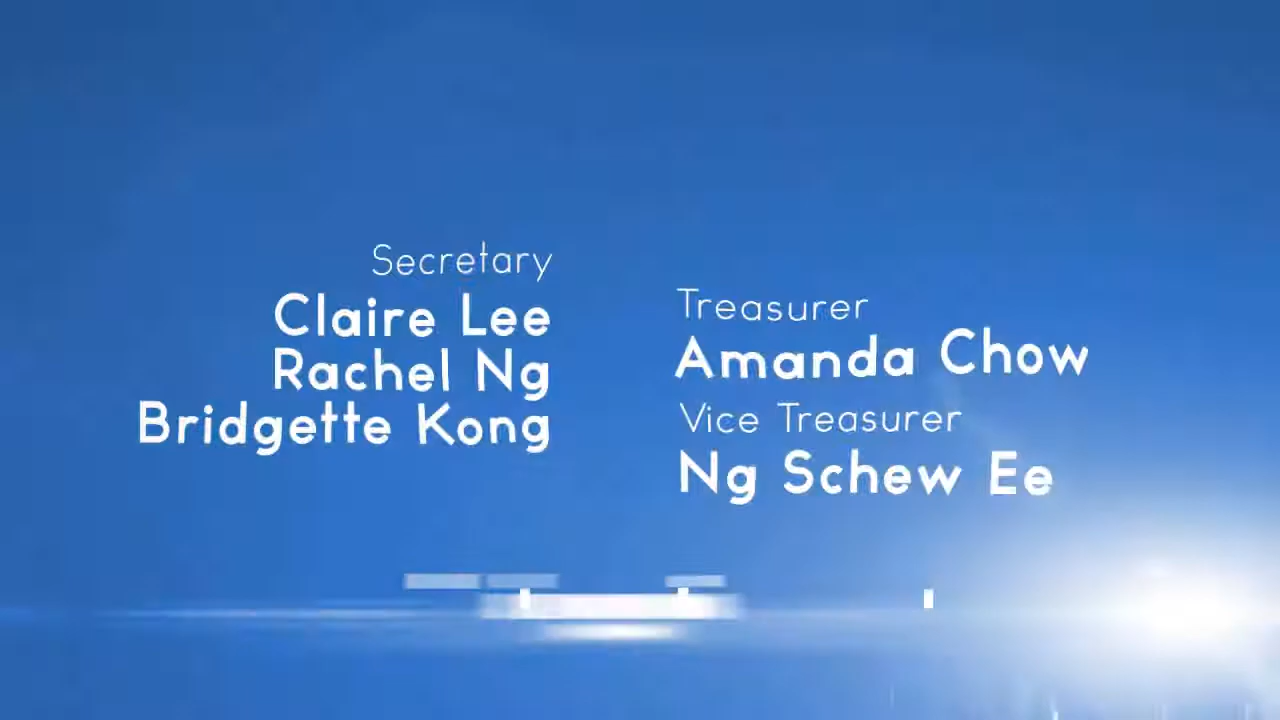 Secretary
Claire Lee
Rachel Ng
Bridgette Kong
Treasurer
Amanda Chow
Vice Treasurer
Ng Schew Ee